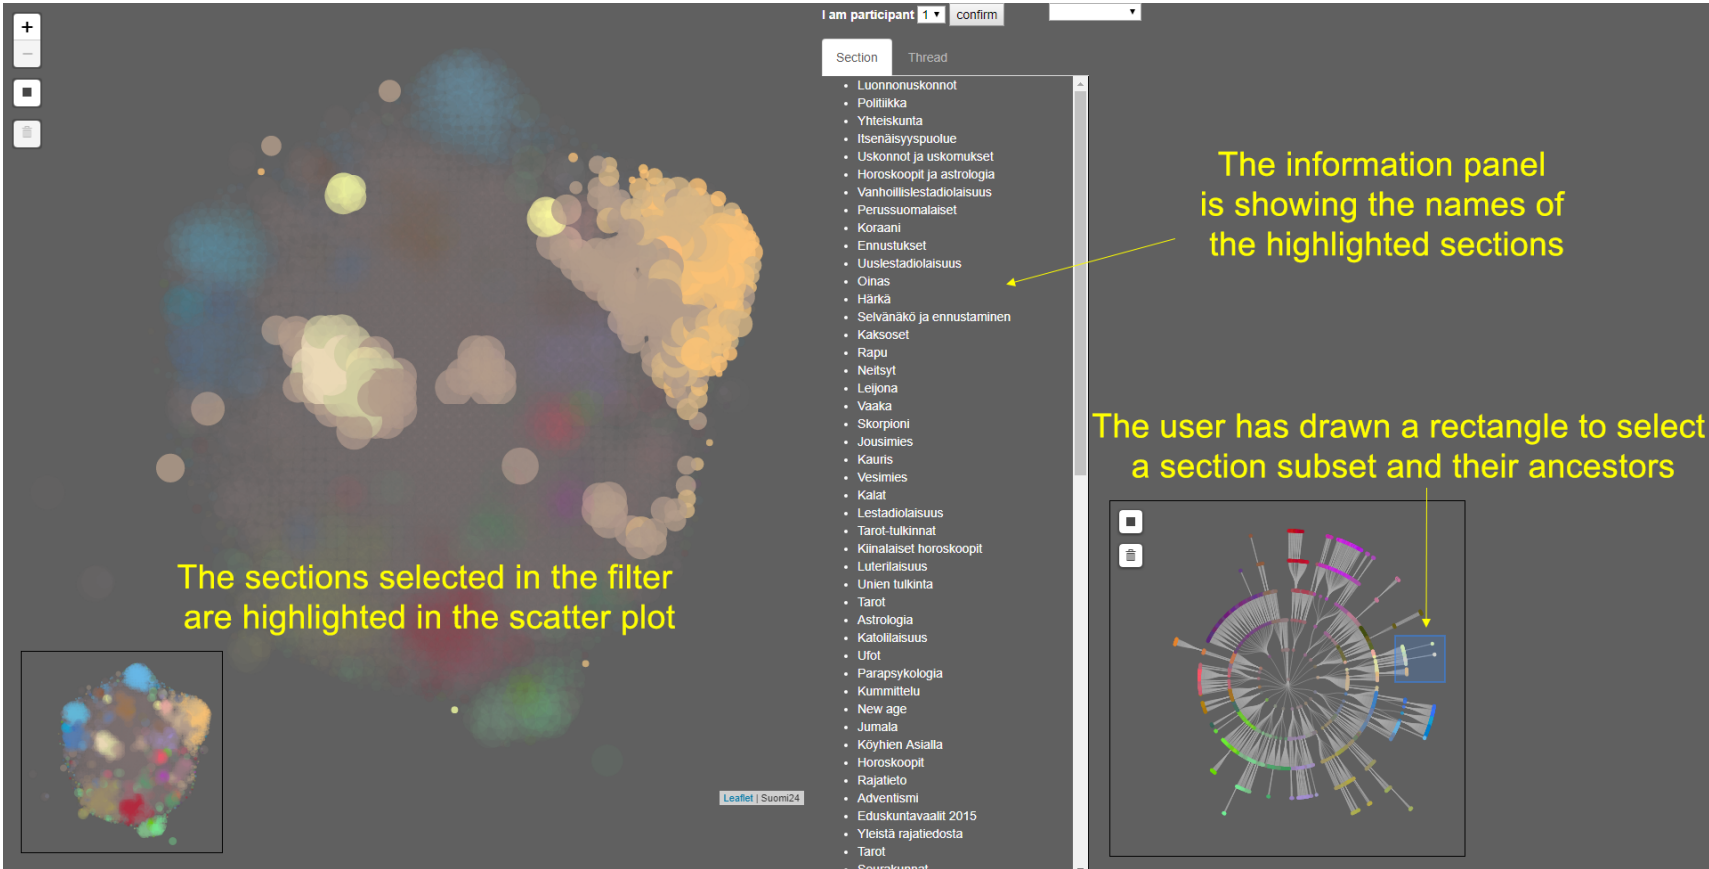 +
−
I am participant 1 confirm
Section Thread
Luonnonuskonnot
Politiikka
Yhteiskunta
Itsenäisyyspuolue
Uskonnot ja uskomukset
Horoskoopit ja astrologia
Vanhoillislestadiolaisuus
Perussuomalaiset
Koraani
Ennustukset
Uuslestadiolaisuus
Oinas
Härkä
Selvänäkö ja ennustaminen
Kaksoset
Rapu
Neitsyt
Leijona
Vaaka
Skorpioni
Jousimies
Kauris
Vesimies
Kalat
Lestadiolaisuus
Tarot-tulkinnat
Kiinalaiset horoskoopit
Luterilaisuus
Unien tulkinta
Tarot
Astrologia
Katolilaisuus
Ufot
Parapsykologia
Kummittelu
New age
Jumala
Köyhien Asialla
Horoskoopit
Rajatieto
Adventismi
Eduskuntavaalit 2015
Yleistä rajatiedosta
Tarot
Seurakunnat
The information panel
is showing the names of
the highlighted sections
The user has drawn a rectangle to select
a section subset and their ancestors
The sections selected in the filter
are highlighted in the scatter plot
Leaflet | Suomi24